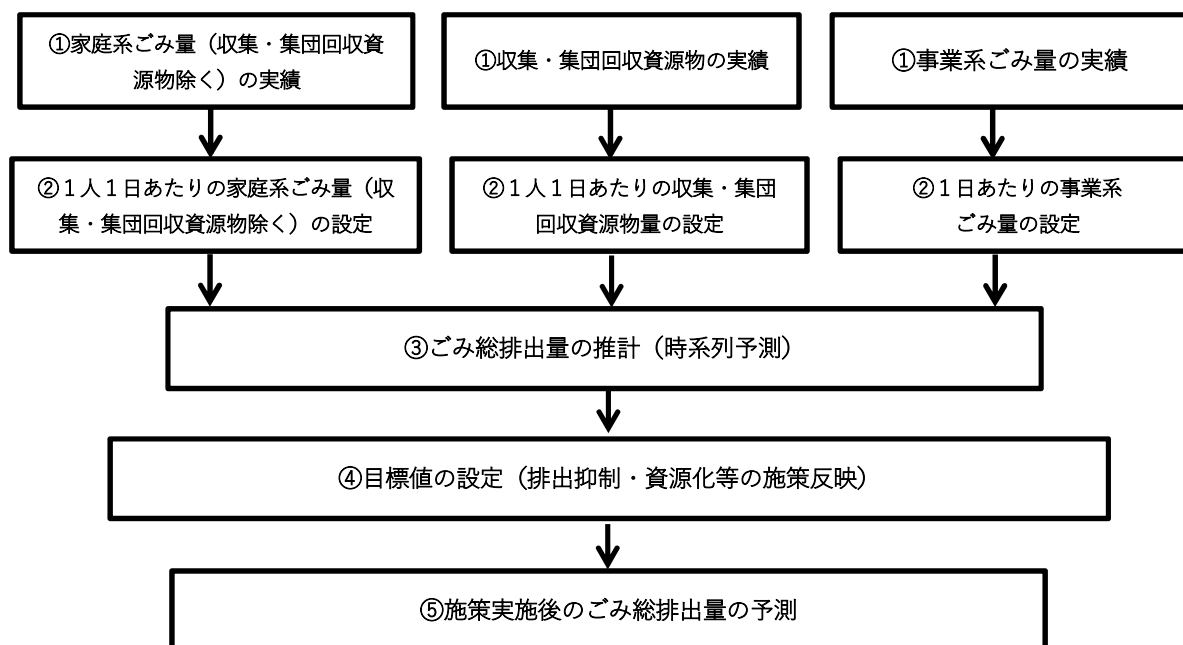 ①家庭系ごみ量（収集・集団回収資
源物除く）の実績
①収集・集団回収資源物の実績
①事業系ごみ量の実績
②１人１日あたりの家庭系ごみ量（収
集・集団回収資源物除く）の設定
②１人１日あたりの収集・集団
回収資源物量の設定
②１日あたりの事業系
ごみ量の設定
③ごみ総排出量の推計（時系列予測）
④目標値の設定（排出抑制・資源化等の施策反映）
⑤施策実施後のごみ総排出量の予測